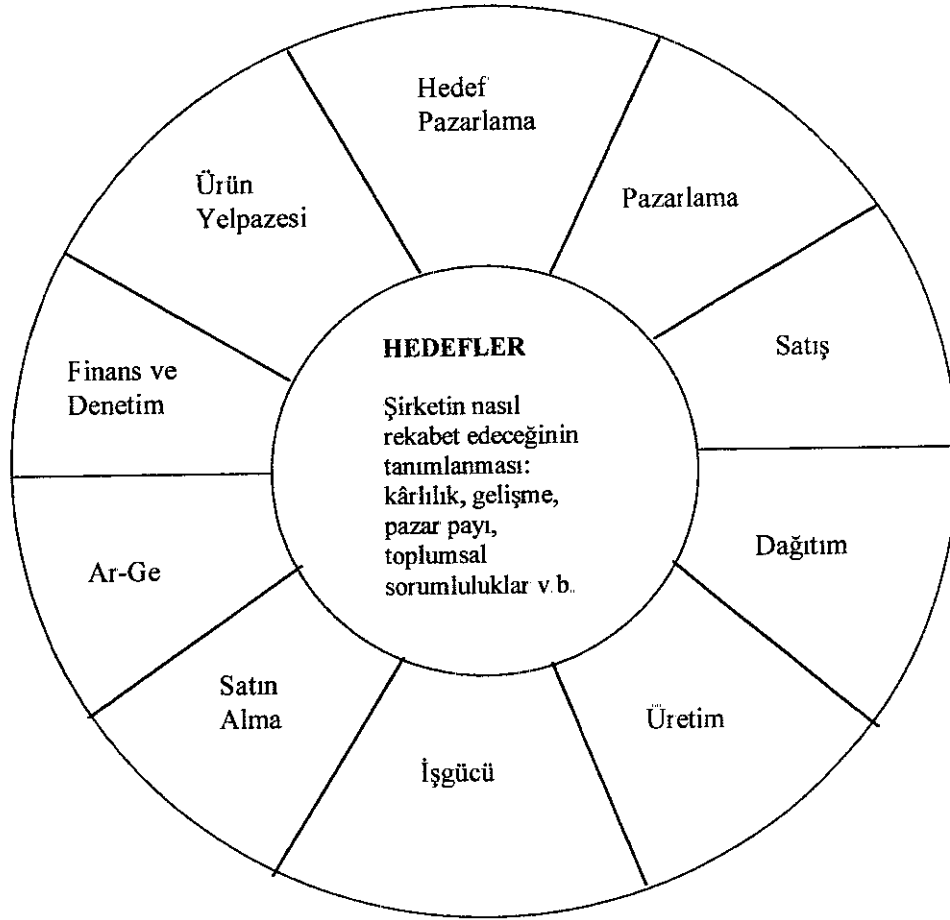 Hedef
Pazarlama
Pazarlama
Satış
Dağıtım
Üretim
İşgücü
Satın
Alma
Ar-Ge
Finans ve
Denetim
Ürün
Yelpazesi
HEDEFLER
Şirketin nasıl
rekabet edeceğinin
tanımlanması:
kârlılık, gelişme,
pazar payı,
toplumsal
sorumluluklar v.b.